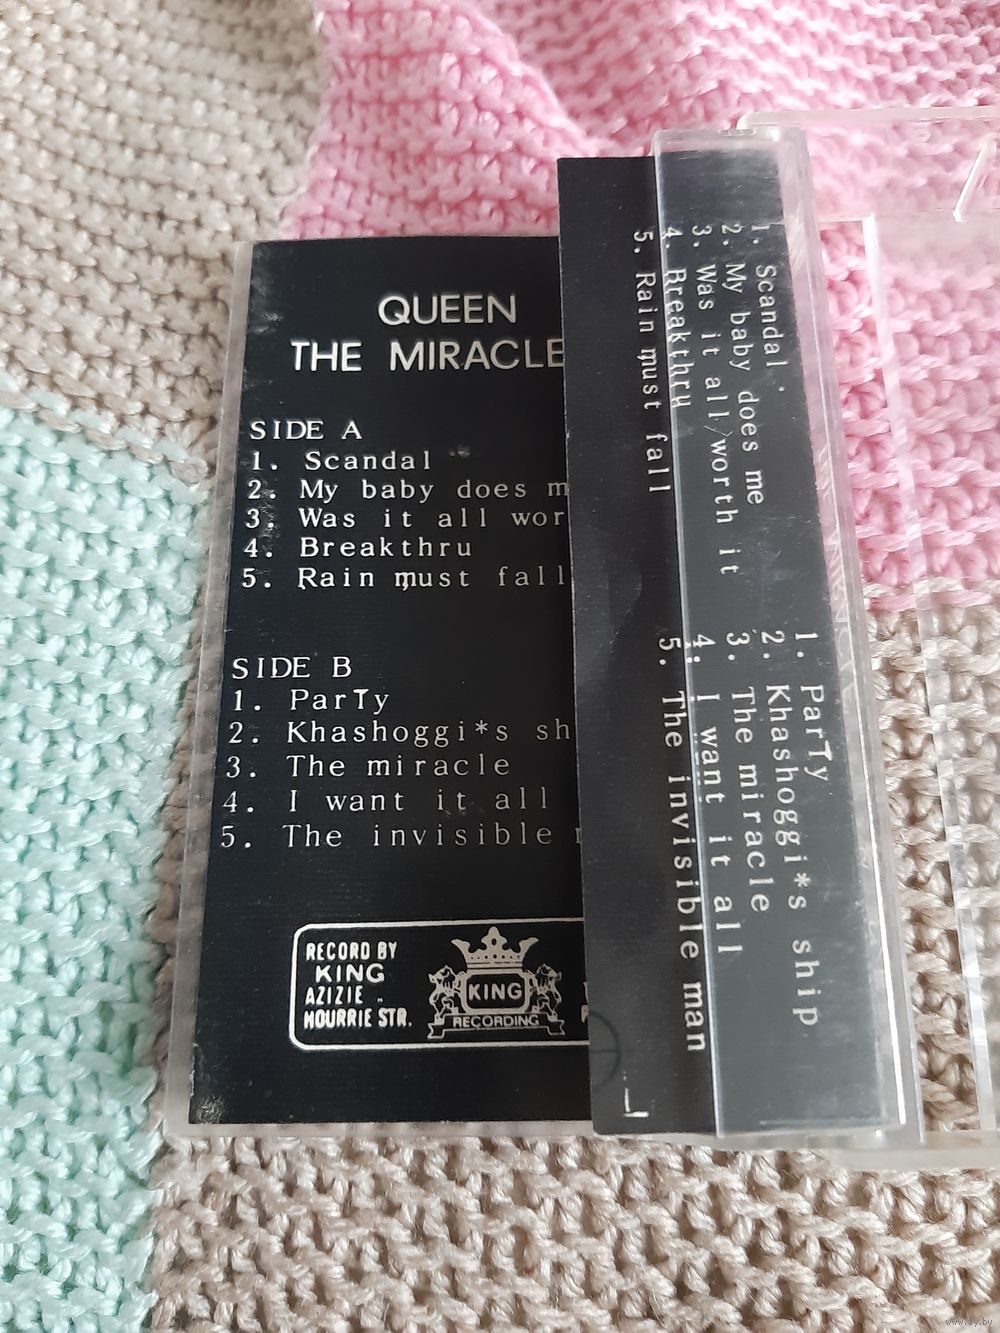 QUEEN
THE MIRACLE
SIDE A
1. Scandal
2. My baby does m
3. Was it all wor
4. Breakthru
5. Rain must fall
SIDE B
1. ParTy
2. Khashoggi*s sh
3. The miracle
4. I want it all
5. The invisible
RECORD BY
KING
AZIZIE -
HOURRIE STR.
KING
RECORDING
1. Scandal
2. My baby does me
3. Was it all worth it
4. Breakthru
5. Rain must fall
1. ParTy
2. Khashoggi*s ship
3. The miracle
4. I want it all
5. The invisible man
www.ay.by